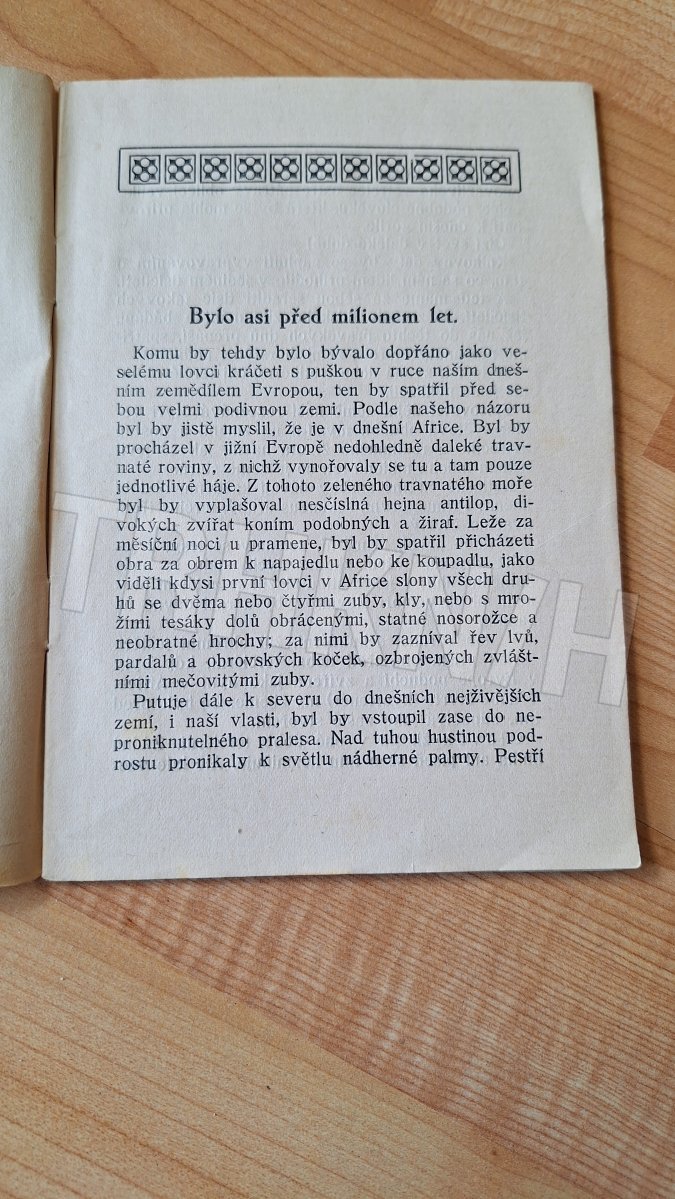 Bylo asi před milionem let.
Komu by tehdy bylo bývalo dopřáno jako ve-
selému lovci kráčeti s puškou v ruce naším dneš-
ním zemědílem Evropou, ten by spatřil před se-
bou velmi podivnou zemi. Podle našeho názoru
byl by jistě myslil, že je v dnešní Africe. Byl by
procházel v jižní Evropě nedohledně daleké trav-
naté roviny, z nichž vynořovaly se tu a tam pouze
jednotlivé háje. Z tohoto zeleného travnatého moře
byl by vyplašoval nesčíslná hejna antilop, di-
vokých zvířat koním podobných a žiraf. Leže za
měsíční noci u pramene, byl by spatřil přicházeti
obra za obrem k napajedlu nebo ke koupadlu, jako
viděli kdysi první lovci v Africe slony všech dru-
hů se dvěma nebo čtyřmi zuby, kly, nebo s mro-
žími tesáky dolů obrácenými, statné nosorožce a
neobratné hrochy; za nimi by zazníval řev lvů,
pardalů a obrovských koček, ozbrojených zvlášt-
ními mečovitými zuby.
Putuje dále k severu do dnešních nejživějších
zemí, i naší vlasti, byl by vstoupil zase do ne-
proniknutelného pralesa. Nad tuhou hustinou pod-
rostu pronikaly k světlu nádherné palmy. Pestří